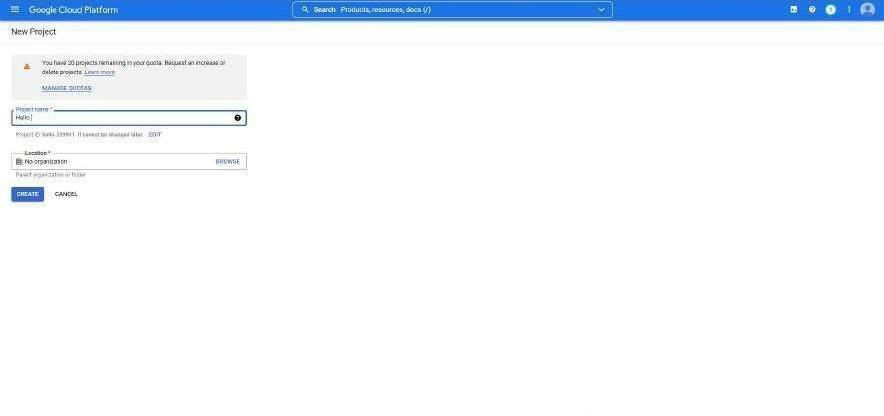 Google Cloud Platform
Search Products, resources, docs (/)
New Project
You have 20 projects remaining in your quota. Request an increase or
delete projects. Learn more
MANAGE QUOTAS
Project name *
Hello
Project ID: hello- It cannot be changed later. EDIT
Location *
No organization BROWSE
Parent organization or folder
CREATE CANCEL